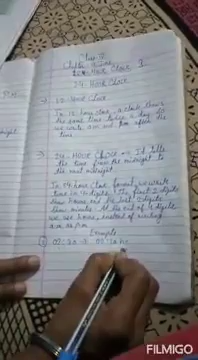 24-Hour Clock
24-Hour Clock
→ 12-Hour Clock
In 12-hour clock, a clock shows
the same time twice a day. So
we write a.m and p.m after the
time.
→ 24-Hour Clock → It tells
the time from the midnight to
the next midnight.
In 24-hour clock format, we write
time in 4 digits. The first 2 digits
show hours and the last 2 digits
show minutes. At the end of 4 digits
we use hours, instead of writing
a.m or p.m
Example
night
FILMIGO